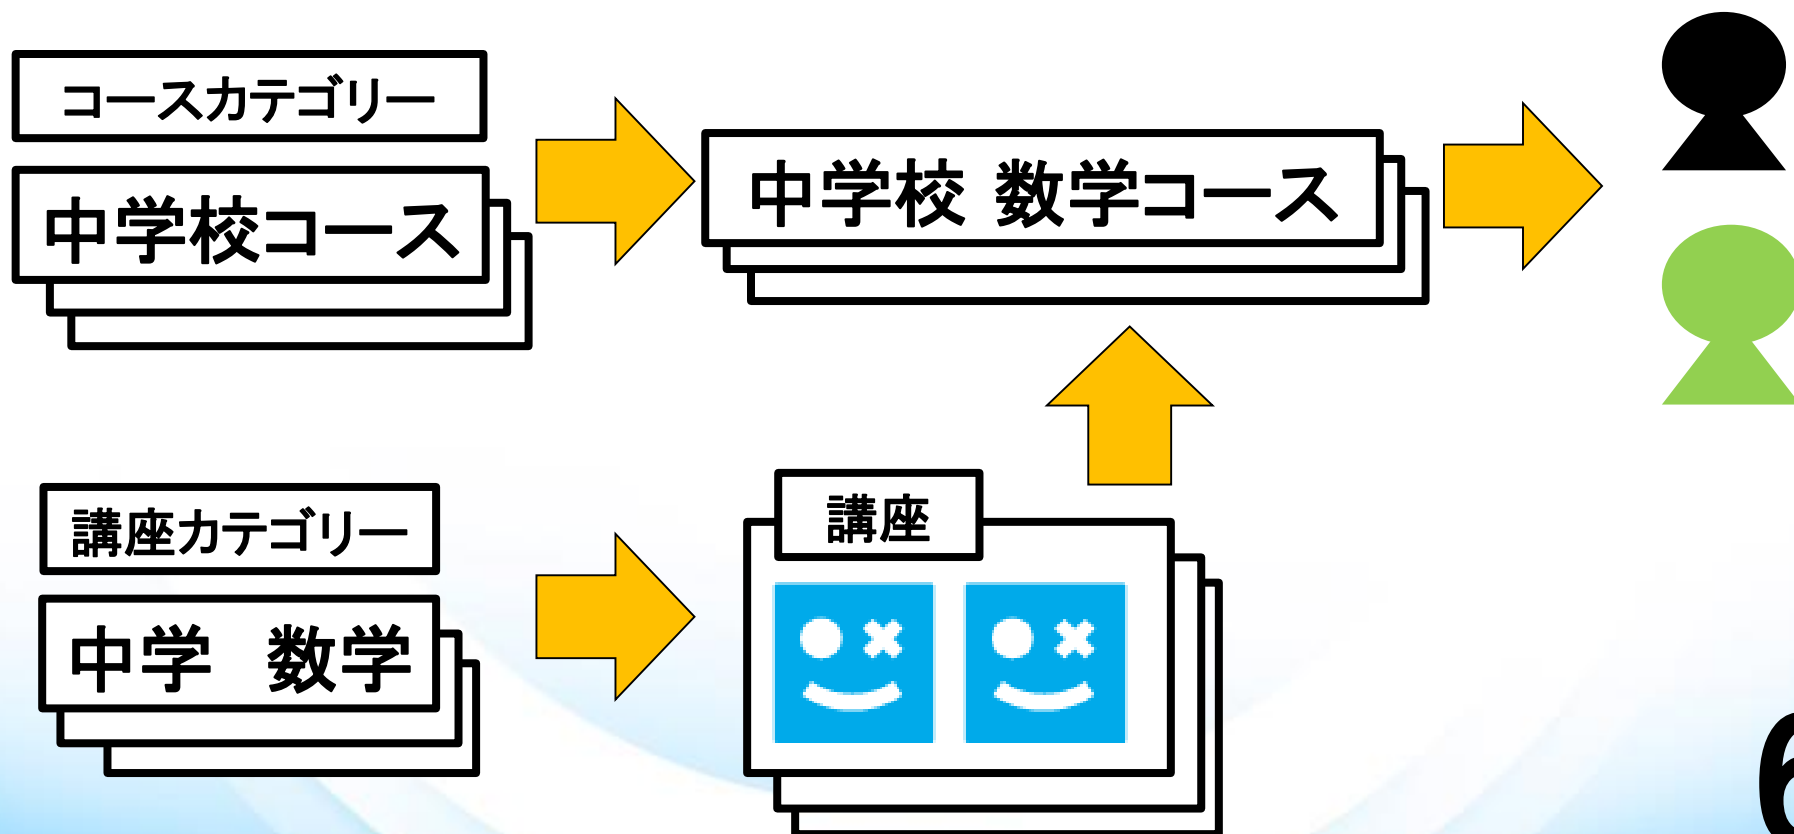 コースカテゴリー
中学校コース
中学校 数学コース
講座カテゴリー
中学　数学
講座
6